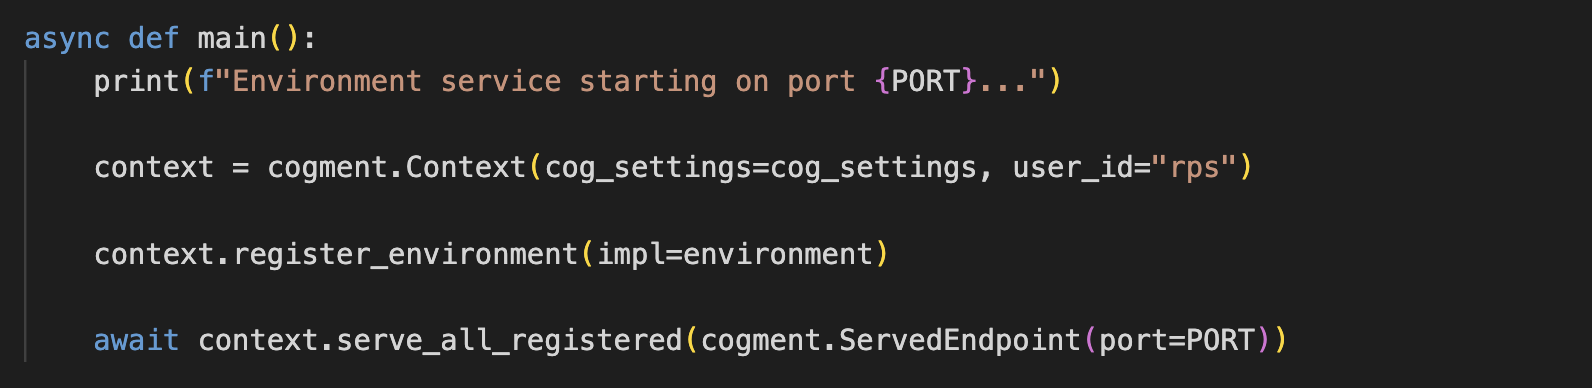 async def main():
    print(f"Environment service starting on port {PORT}...")
    context = cogment.Context(cog_settings=cog_settings, user_id="rps")
    context.register_environment(impl=environment)
    await context.serve_all_registered(cogment.ServedEndpoint(port=PORT))